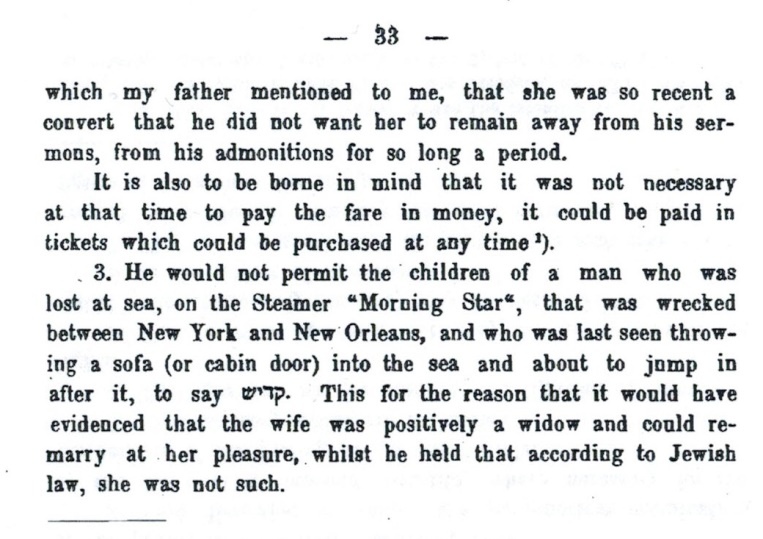 — 33 —
which my father mentioned to me, that she was so recent a
convert that he did not want her to remain away from his ser-
mons, from his admonitions for so long a period.
It is also to be borne in mind that it was not necessary
at that time to pay the fare in money, it could be paid in
tickets which could be purchased at any time ¹).
3. He would not permit the children of a man who was
lost at sea, on the Steamer “Morning Star“, that was wrecked
between New York and New Orleans, and who was last seen throw-
ing a sofa (or cabin door) into the sea and about to jump in
after it, to say קדיש. This for the reason that it would have
evidenced that the wife was positively a widow and could re-
marry at her pleasure, whilst he held that according to Jewish
law, she was not such.